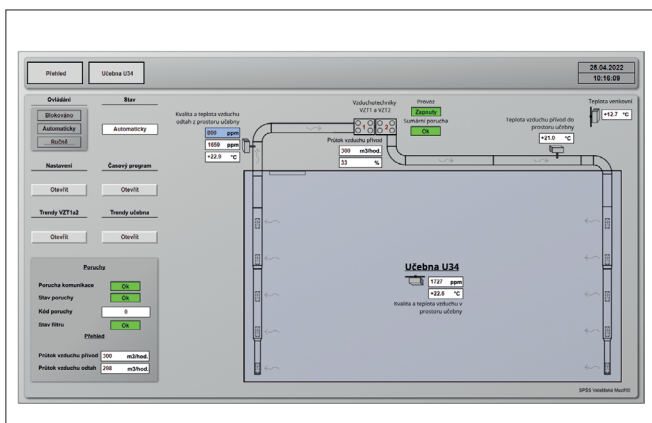 Přehled
Učebna U34
26.04.2022
10:16:09
Ovládání
Stav
Blokováno
Automaticky
Ručně
Automaticky
Nastavení
Časový program
Otevřít
Otevřít
Trendy VZT1a2
Trendy učebna
Otevřít
Otevřít
Poruchy
Porucha komunikace
Ok
Stav poruchy
Ok
Kód poruchy
0
Stav filtru
Ok
Přehled
Průtok vzduchu přívod
300 m3/hod.
Průtok vzduchu odtah
298 m3/hod.
Kvalita a teplota vzduchu
odtah z prostoru učebny
800 ppm
1659 ppm
+22.9 °C
Vzduchotechniky
VZT1 a VZT2
Provoz
Zapnuty
Sumární porucha
Ok
Průtok vzduchu přívod
300 m3/hod.
33 %
Teplota vzduchu přívod do
prostoru učebny
+21.0 °C
Teplota venkovní
+12.7 °C
Učebna U34
1727 ppm
+22.6 °C
Kvalita a teplota vzduchu v
prostoru učebny
SPŠS Valašské Meziříčí